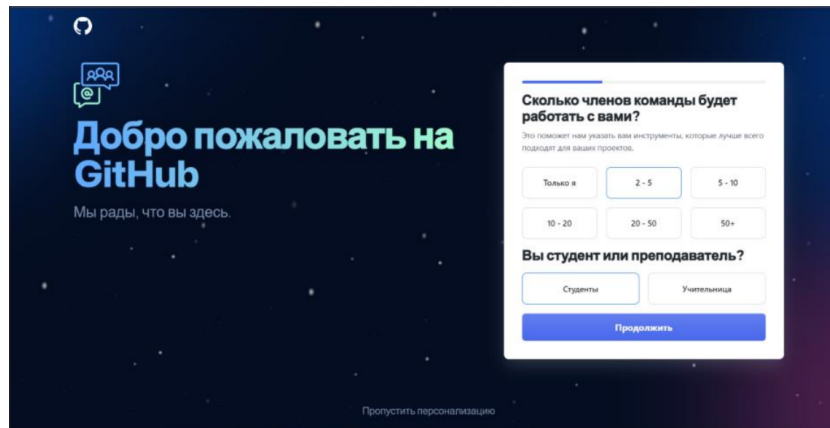 Добро пожаловать на
GitHub
Мы рады, что вы здесь.
Сколько членов команды будет
работать с вами?
Это поможет нам указать вам инструменты, которые лучше всего
подходят для ваших проектов.
Только я
2 - 5
5 - 10
10 - 20
20 - 50
50+
Вы студент или преподаватель?
Студенты
Учительница
Продолжить
Пропустить персонализацию